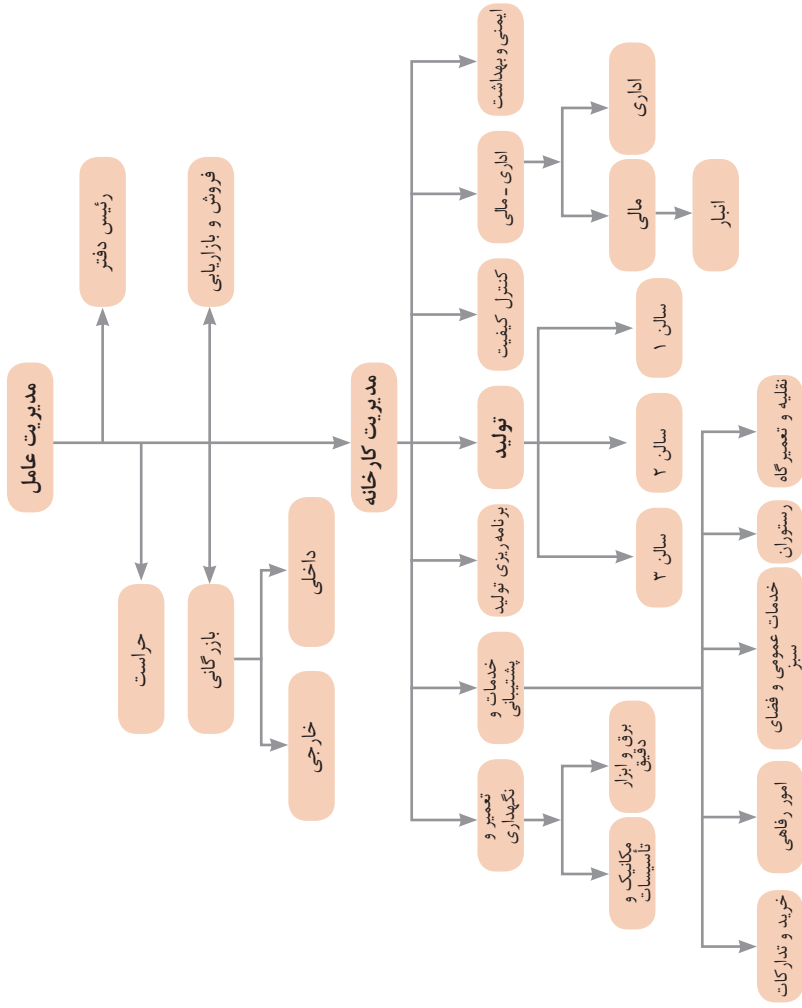 مدیریت عامل
رئیس دفتر
حراست
فروش و بازاریابی
بازرگانی
داخلی
خارجی
مدیریت کارخانه
ایمنی و بهداشت
اداری - مالی
کنترل کیفیت
تولید
برنامه‌ریزی تولید
خدمات و
پشتیبانی
تعمیر و
نگهداری
اداری
مالی
انبار
سالن ۱
سالن ۲
سالن ۳
برق و ابزار
دقیق
مکانیک و
تأسیسات
نقلیه و تعمیرگاه
رستوران
خدمات عمومی و فضای
سبز
امور رفاهی
خرید و تدارکات